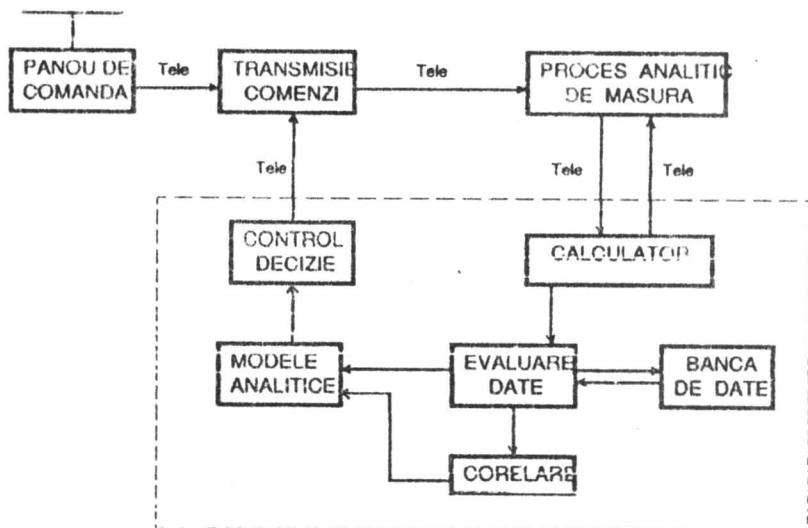 PANOU DE
COMANDA
Tele
TRANSMISIE
COMENZI
Tele
PROCES ANALITIC
DE MASURA
Tele
Tele
Tele
CONTROL
DECIZIE
CALCULATOR
MODELE
ANALITICE
EVALUARE
DATE
BANCA
DE DATE
CORELARE